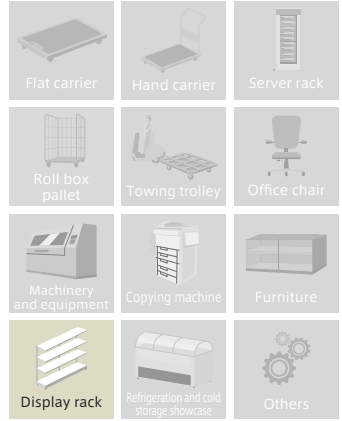 Flat carrier
Hand carrier
Server rack
Roll box
pallet
Towing trolley
Office chair
Machinery
and equipment
Copying machine
Furniture
Display rack
Refrigeration and cold
storage showcase
Others